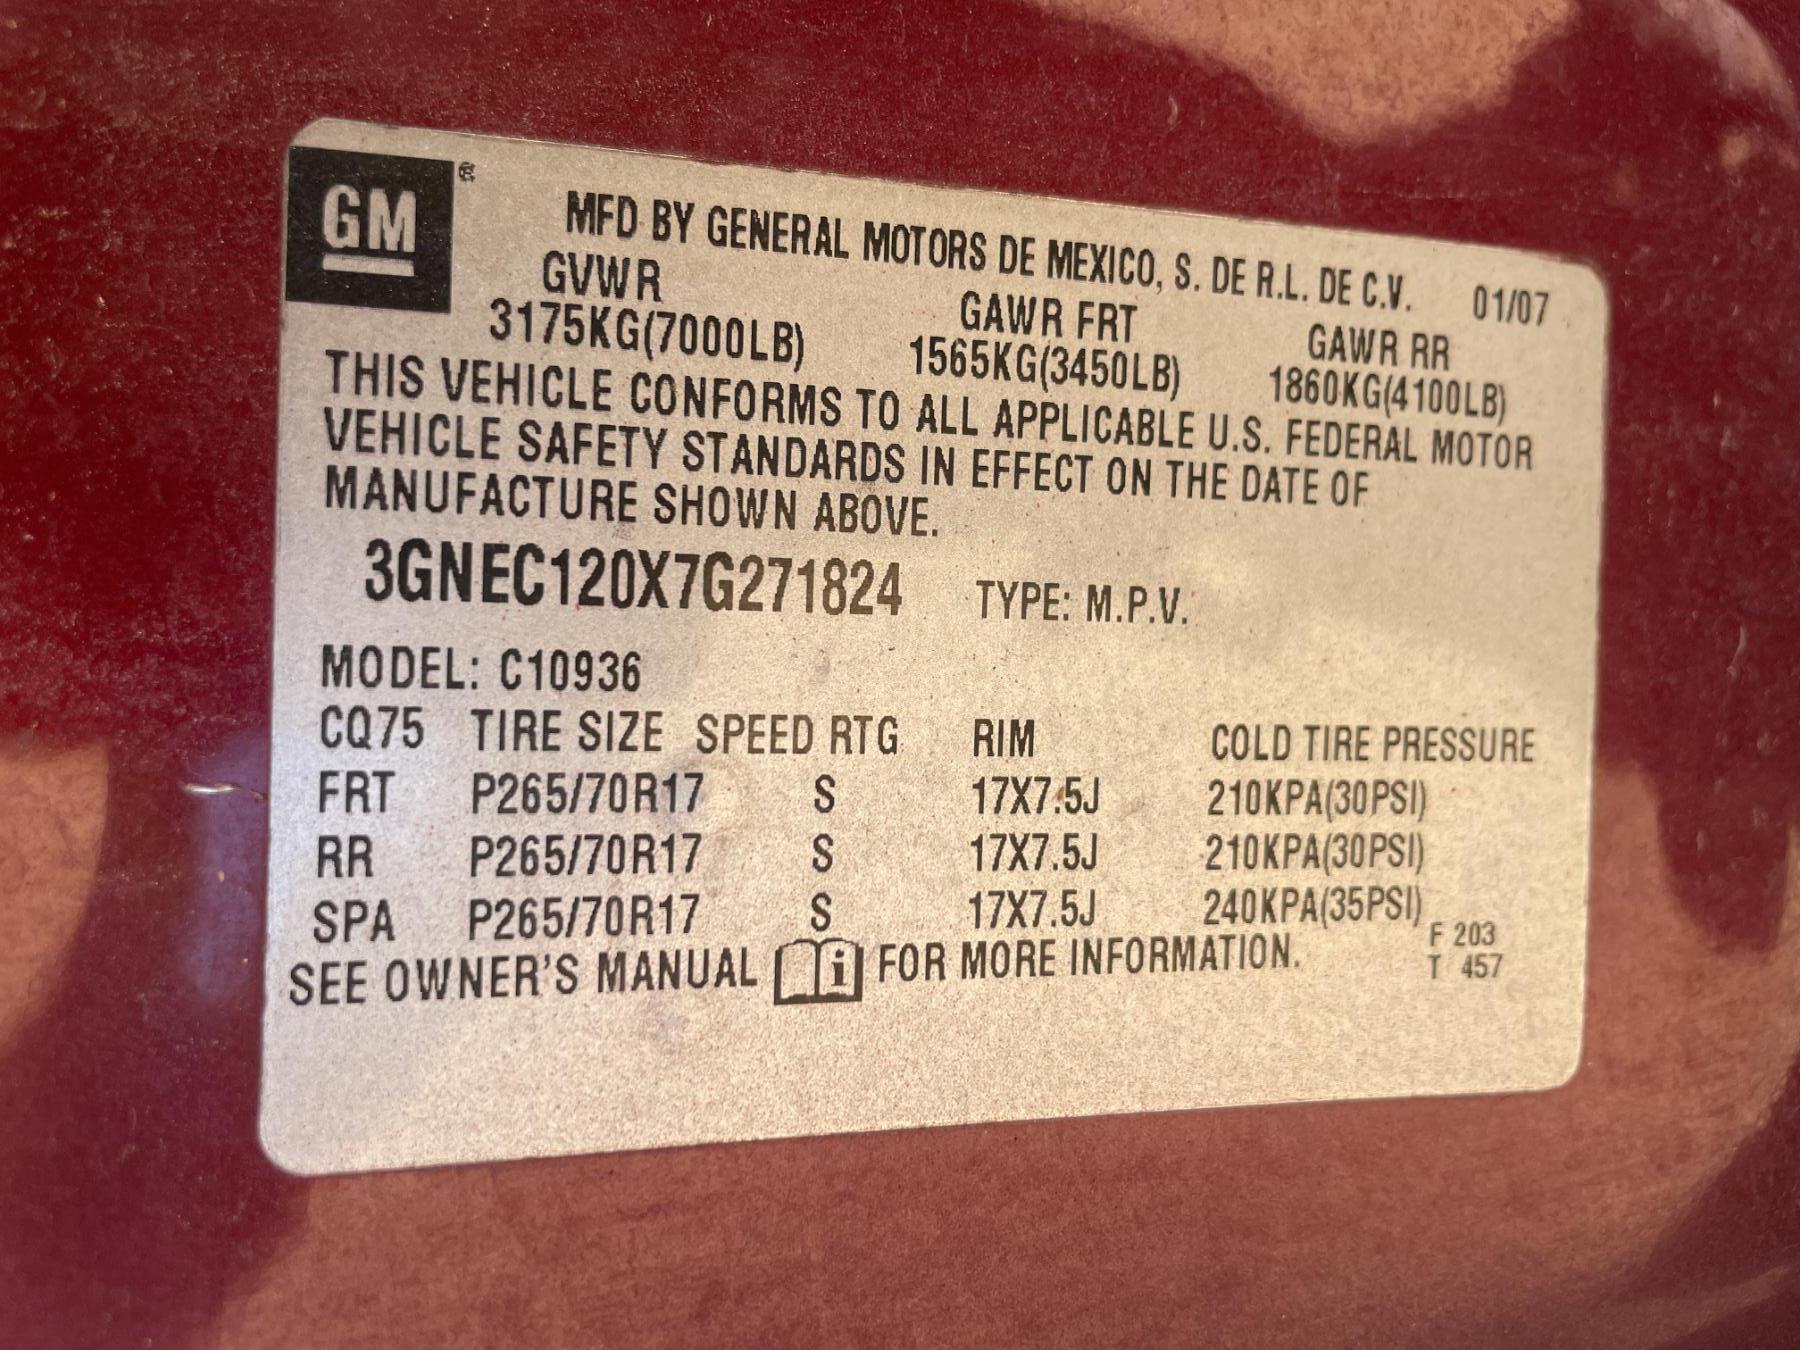 GM ®
MFD BY GENERAL MOTORS DE MEXICO, S. DE R.L. DE C.V. 01/07
GVWR GAWR FRT GAWR RR
3175KG(7000LB) 1565KG(3450LB) 1860KG(4100LB)
THIS VEHICLE CONFORMS TO ALL APPLICABLE U.S. FEDERAL MOTOR
VEHICLE SAFETY STANDARDS IN EFFECT ON THE DATE OF
MANUFACTURE SHOWN ABOVE.
3GNEC120X7G271824 TYPE: M.P.V.
MODEL: C10936
CQ75 TIRE SIZE SPEED RTG RIM COLD TIRE PRESSURE
FRT P265/70R17 S 17X7.5J 210KPA(30PSI)
RR P265/70R17 S 17X7.5J 210KPA(30PSI)
SPA P265/70R17 S 17X7.5J 240KPA(35PSI)
SEE OWNER'S MANUAL i FOR MORE INFORMATION.
F 203
T 457